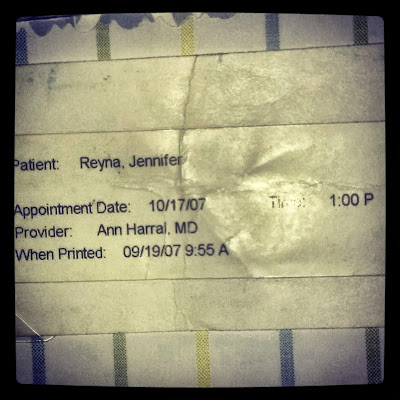 Patient: Reyna, Jennifer
Appointment Date: 10/17/07 Time: 1:00 P
Provider: Ann Harral, MD
When Printed: 09/19/07 9:55 A